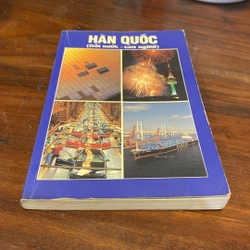 HÀN QUỐC
(Đất nước - con người)